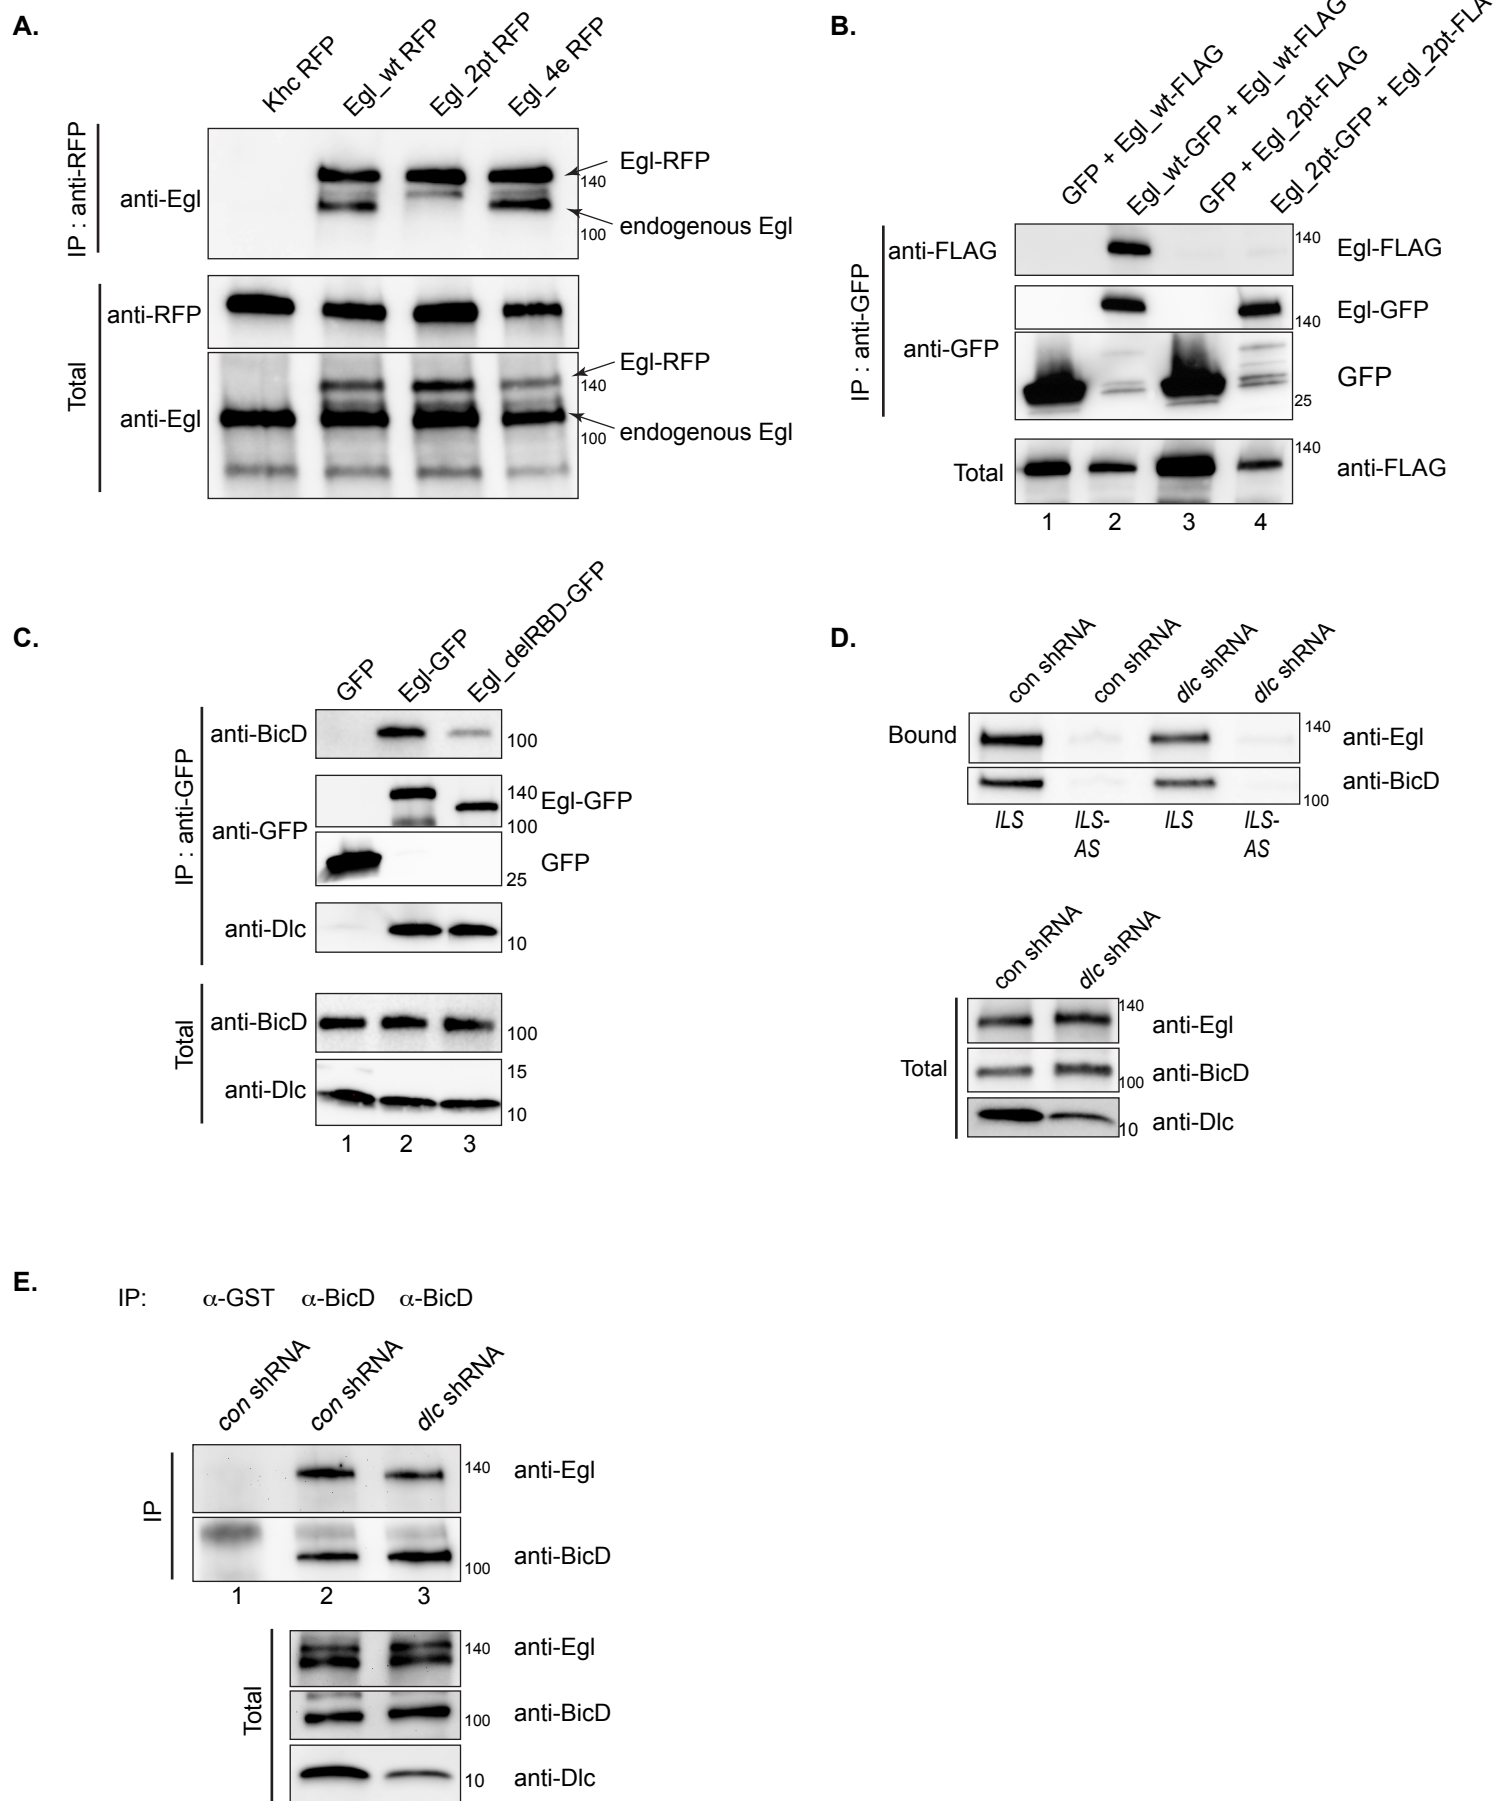 A.
Khc RFP
Egl_wt RFP
Egl_2pt RFP
Egl_4e RFP
IP : anti-RFP
anti-Egl
Egl-RFP
140
endogenous Egl
100
Total
anti-RFP
anti-Egl
Egl-RFP
140
endogenous Egl
100
B.
GFP + Egl_wt-FLAG
Egl_wt-GFP + Egl_wt-FLAG
GFP + Egl_2pt-FLAG
Egl_2pt-GFP + Egl_2pt-FLA
IP : anti-GFP
anti-FLAG
140
Egl-FLAG
anti-GFP
140
Egl-GFP
25
GFP
Total
140
anti-FLAG
1 2 3 4
C.
GFP
Egl-GFP
Egl_delRBD-GFP
IP : anti-GFP
anti-BicD
100
anti-GFP
140
Egl-GFP
100
GFP
25
anti-Dlc
10
Total
anti-BicD
100
anti-Dlc
15
10
1 2 3
D.
con shRNA
con shRNA
dlc shRNA
dlc shRNA
Bound
140
anti-Egl
100
anti-BicD
ILS ILS- ILS ILS-
AS AS
con shRNA
dlc shRNA
Total
140
anti-Egl
100
anti-BicD
10
anti-Dlc
E.
IP: α-GST α-BicD α-BicD
con shRNA
con shRNA
dlc shRNA
IP
140
anti-Egl
100
anti-BicD
1 2 3
Total
140
anti-Egl
100
anti-BicD
10
anti-Dlc